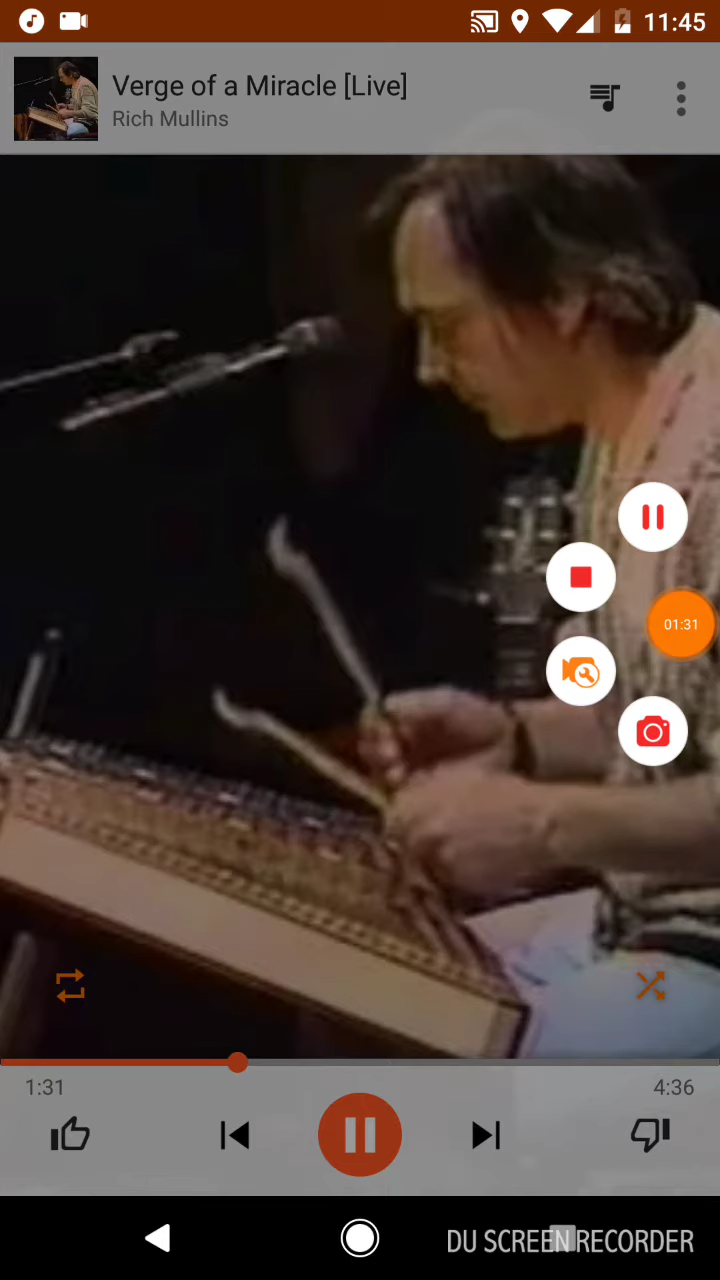 11:45
Verge of a Miracle [Live]
Rich Mullins
01:31
1:31
4:36
DU SCREEN RECORDER